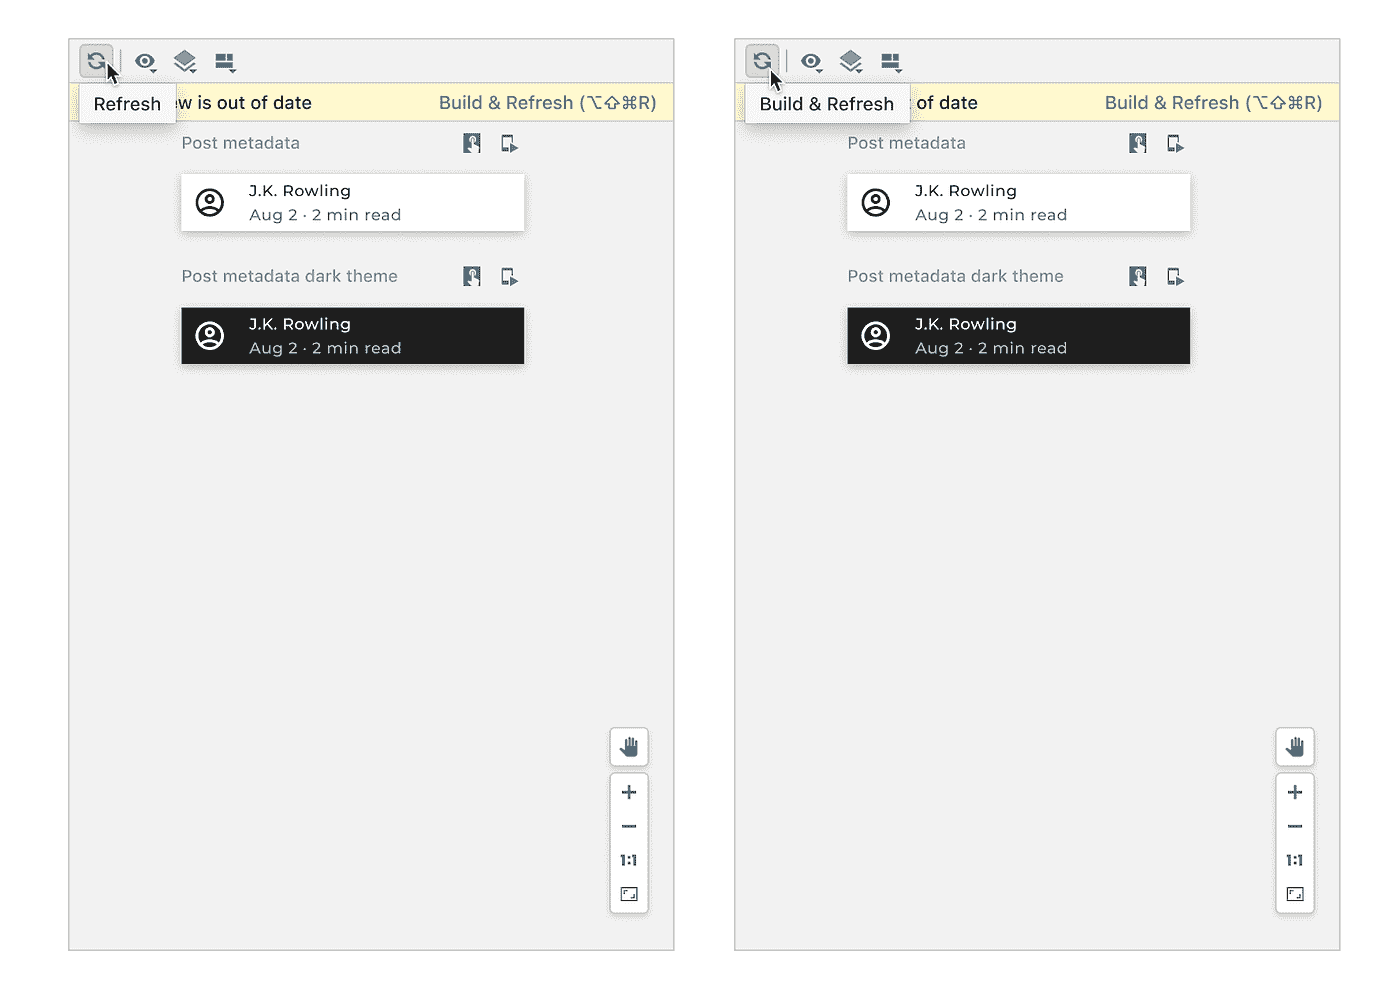 Refresh
ew is out of date
Build & Refresh (⌥⇧⌘R)
Post metadata
J.K. Rowling
Aug 2 · 2 min read
Post metadata dark theme
J.K. Rowling
Aug 2 · 2 min read
1:1
Build & Refresh
of date
Build & Refresh (⌥⇧⌘R)
Post metadata
J.K. Rowling
Aug 2 · 2 min read
Post metadata dark theme
J.K. Rowling
Aug 2 · 2 min read
1:1